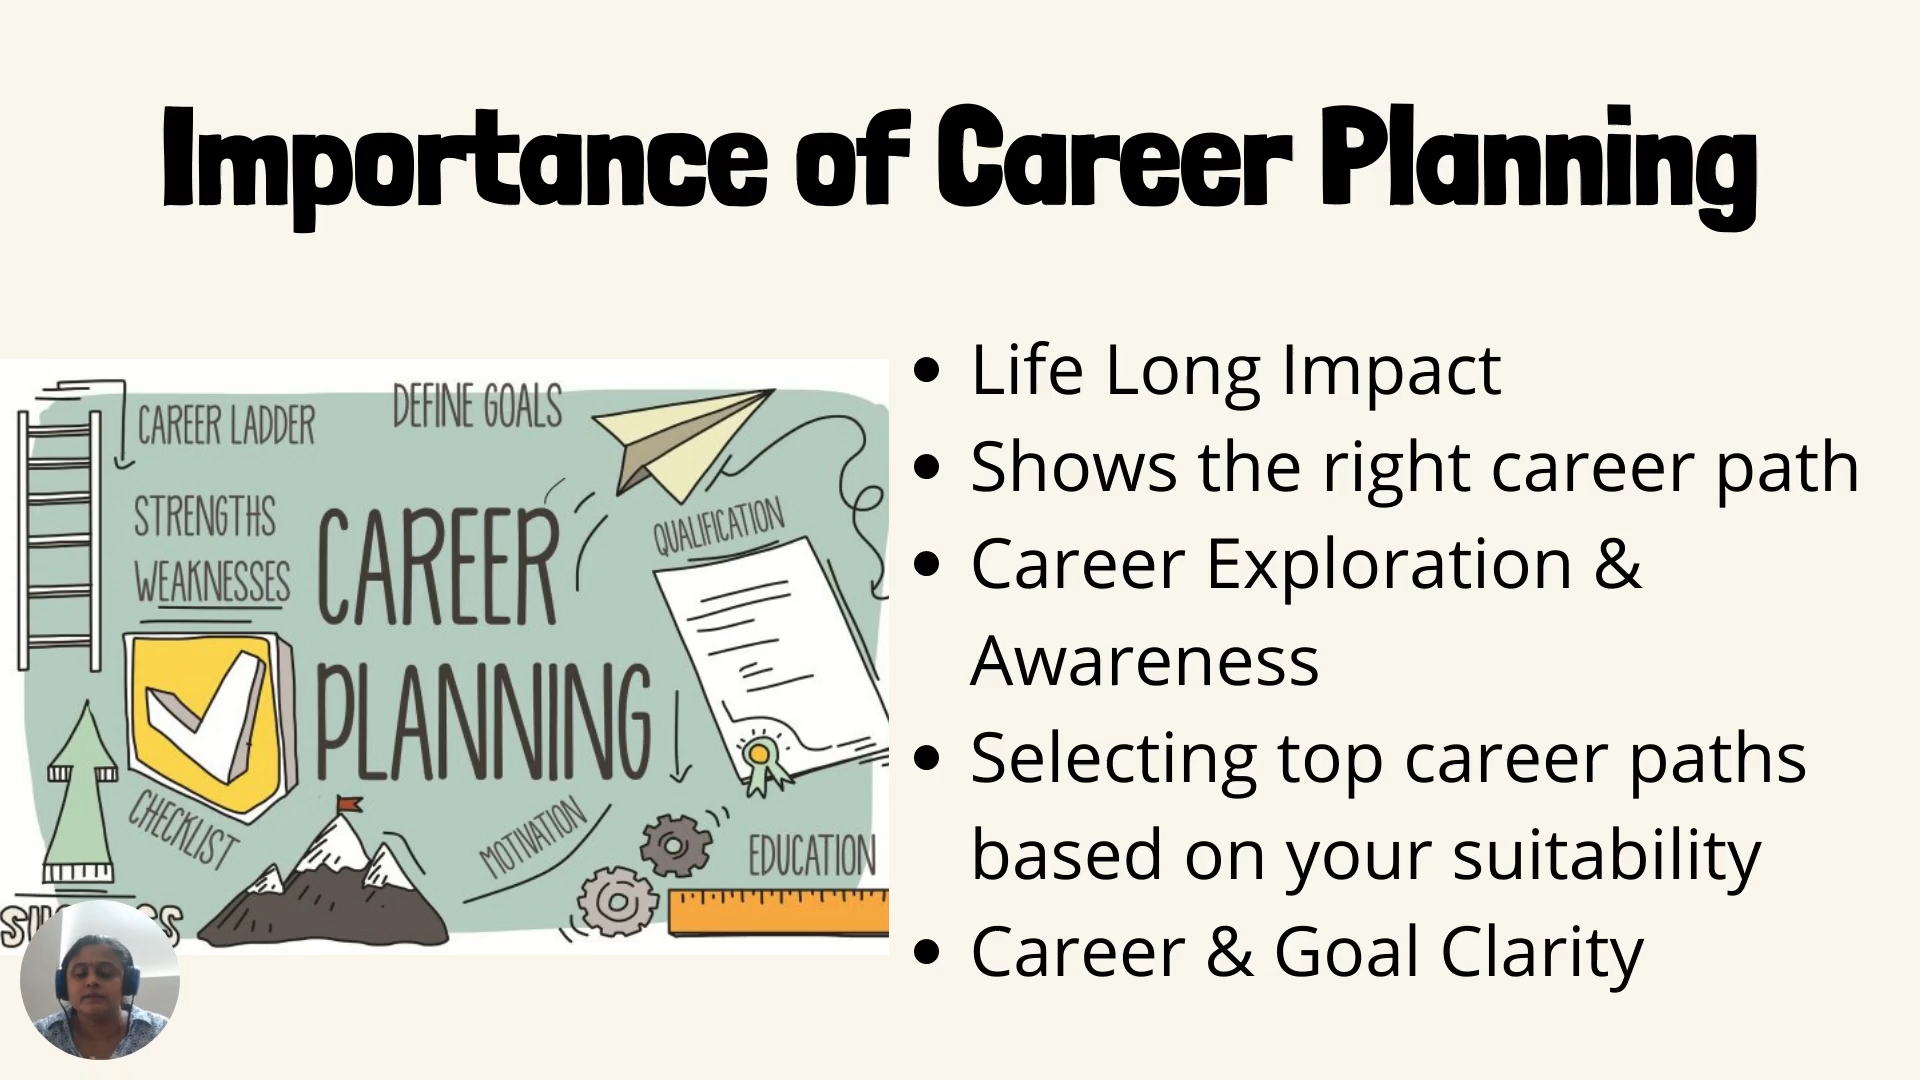 Importance of Career Planning
CAREER LADDER
DEFINE GOALS
STRENGTHS
WEAKNESSES
CAREER
PLANNING
QUALIFICATION
CHECKLIST
MOTIVATION
EDUCATION
Life Long Impact
Shows the right career path
Career Exploration &
Awareness
Selecting top career paths
based on your suitability
Career & Goal Clarity